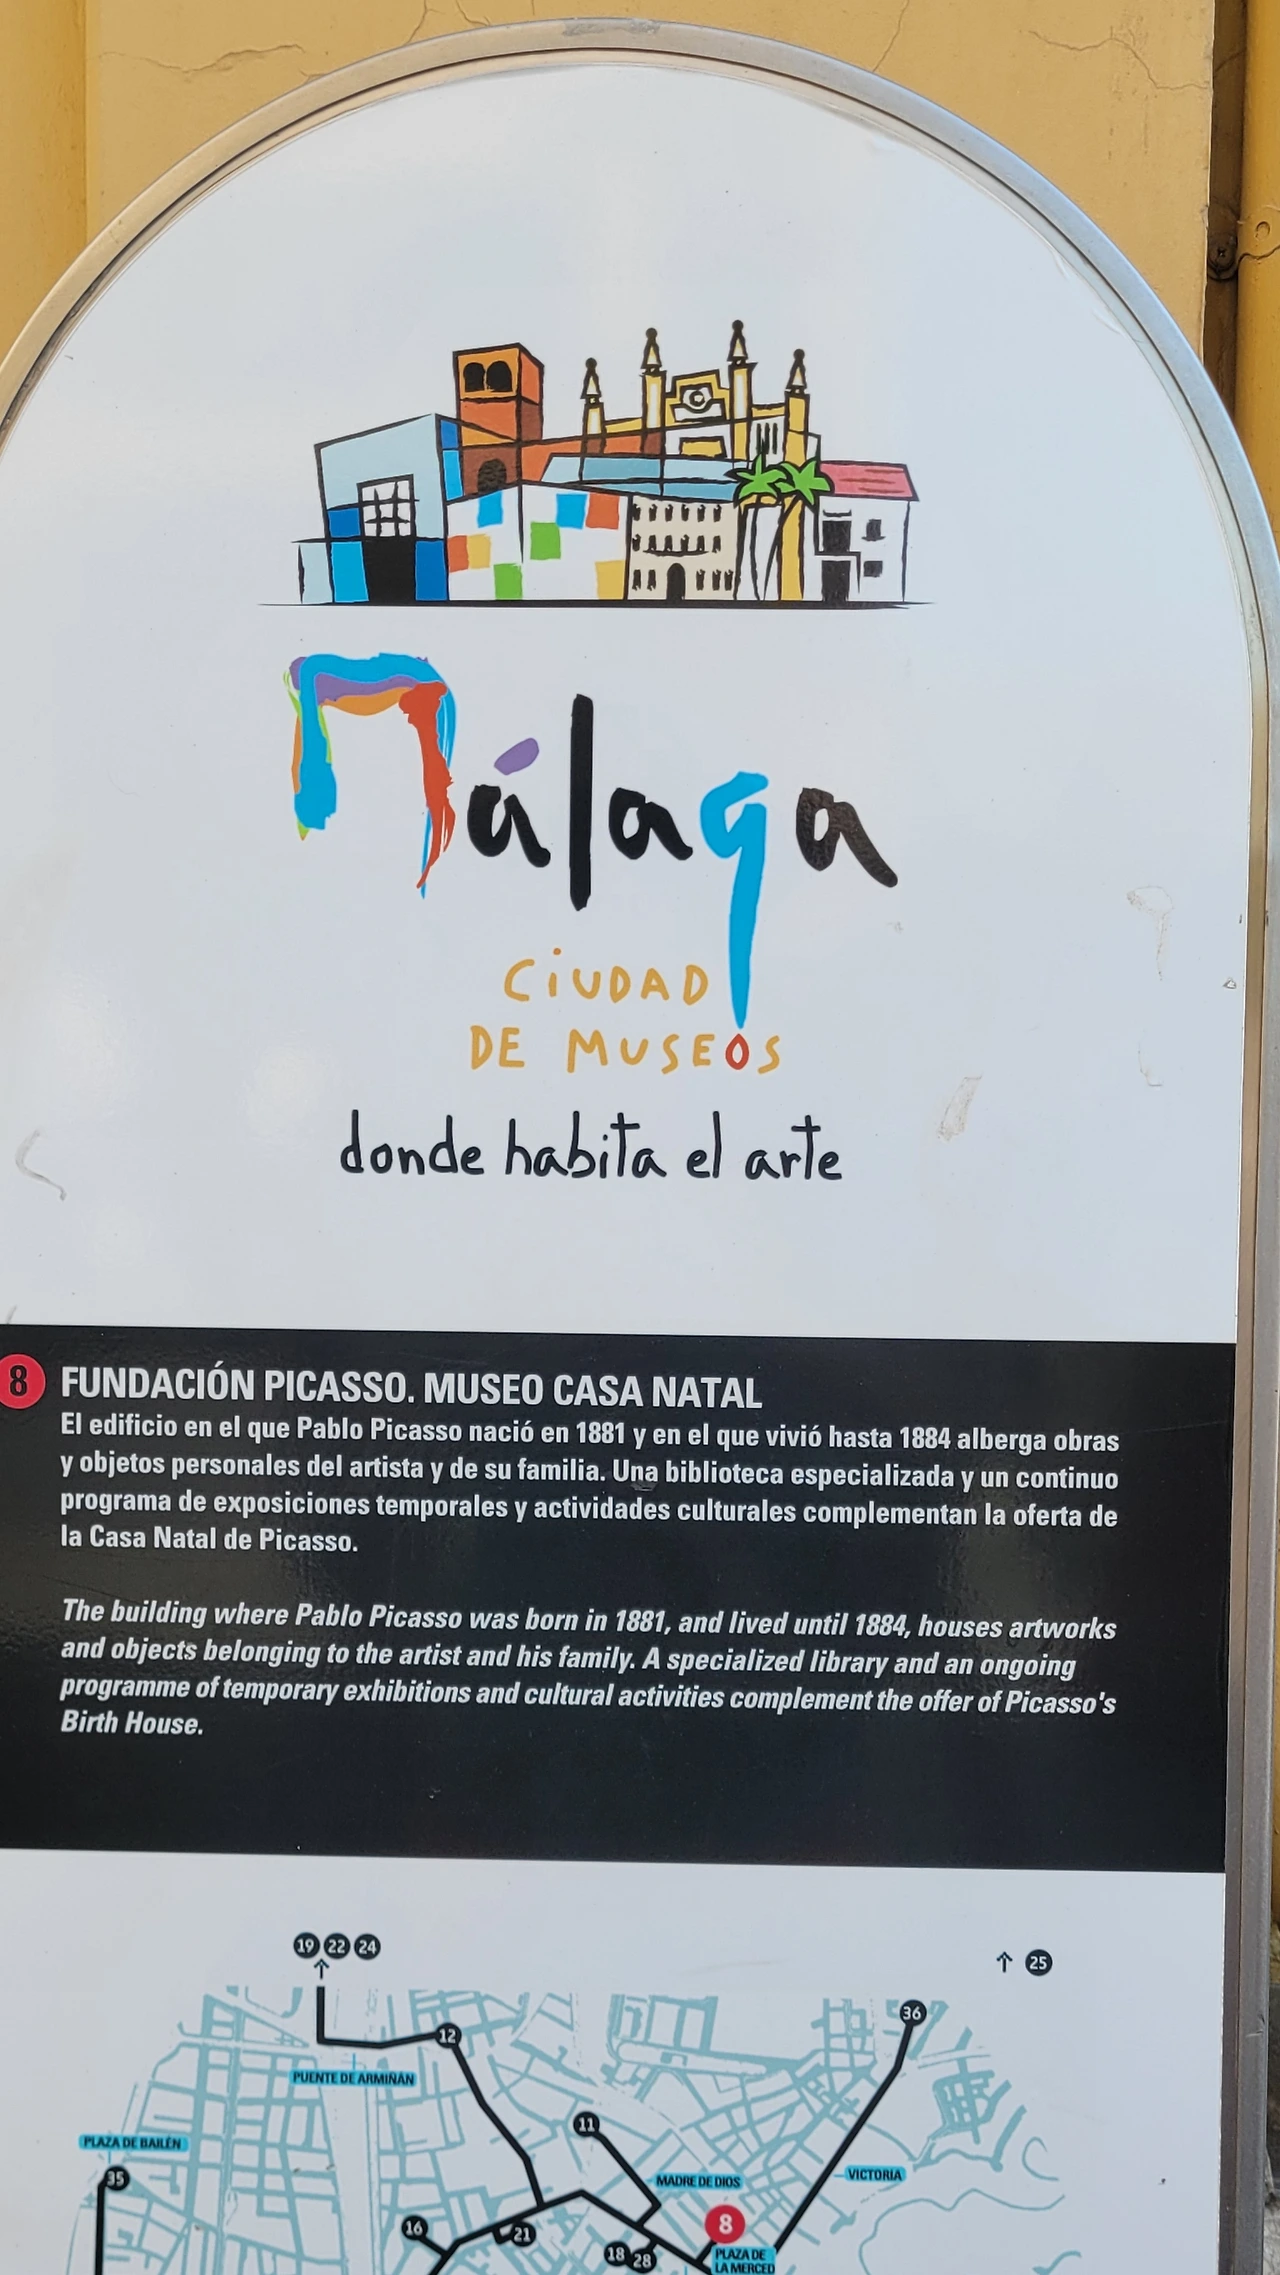 Málaga
CiUDAD
DE MUSEOS
donde habita el arte
8 FUNDACIÓN PICASSO. MUSEO CASA NATAL
El edificio en el que Pablo Picasso nació en 1881 y en el que vivió hasta 1884 alberga obras
y objetos personales del artista y de su familia. Una biblioteca especializada y un continuo
programa de exposiciones temporales y actividades culturales complementan la oferta de
la Casa Natal de Picasso.
The building where Pablo Picasso was born in 1881, and lived until 1884, houses artworks
and objects belonging to the artist and his family. A specialized library and an ongoing
programme of temporary exhibitions and cultural activities complement the offer of Picasso's
Birth House.
19 22 24
25
36
12
PUENTE DE ARMIÑÁN
11
PLAZA DE BAILÉN
35
MADRE DE DIOS
VICTORIA
16
21
8
18 28
PLAZA DE
LA MERCED